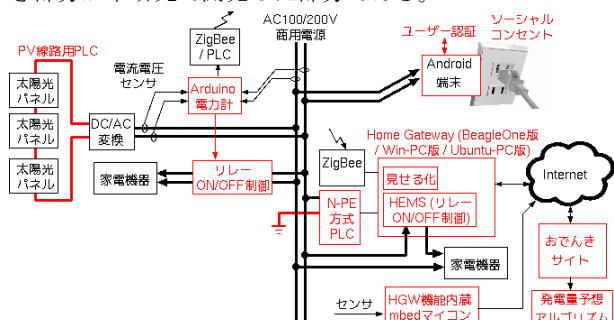 AC100/200V
商用電源
PV線路用PLC
ZigBee
/ PLC
ユーザー認証
ソーシャル
コンセント
Android
端末
電流電圧
センサ
Arduino
電力計
太陽光
パネル
太陽光
パネル
太陽光
パネル
DC/AC
変換
家電機器
リレー
ON/OFF制御
Home Gateway (BeagleOne版
/ Win-PC版 / Ubuntu-PC版)
ZigBee
見せる化
N-PE
方式
PLC
HEMS (リレー
ON/OFF制御)
Internet
家電機器
おでんき
サイト
センサ
HGW機能内蔵
mbedマイコン
発電量予想
アルゴリズム